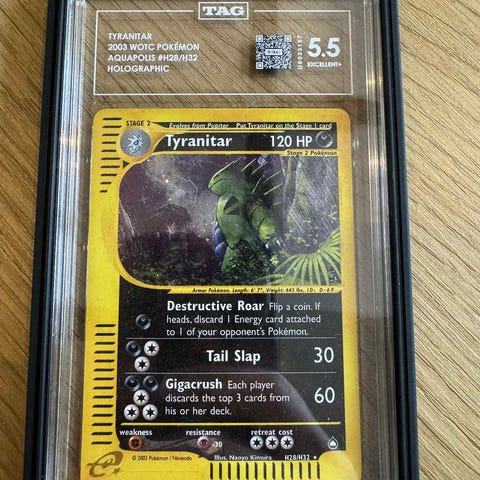 TAG
TYRANITAR
2003 WOTC POKÉMON
AQUAPOLIS #H28/H32
HOLOGRAPHIC
TAG
5.5
EXCELLENT+
STAGE 2
Evolves from Pupitar Put Tyranitar on the Stage 1 card
Tyranitar 120 HP
Stage 2 Pokémon
Armor Pokémon. Length: 6' 7", Weight: 445 lbs. ID: D-69
Destructive Roar Flip a coin. If
heads, discard 1 Energy card attached
to 1 of your opponent's Pokémon.
Tail Slap 30
Gigacrush Each player
discards the top 3 cards from
his or her deck.
60
weakness resistance retreat cost
-30
© 2002 Pokémon / Nintendo Illus. Naoyo Kimura H28/H32 ★
e